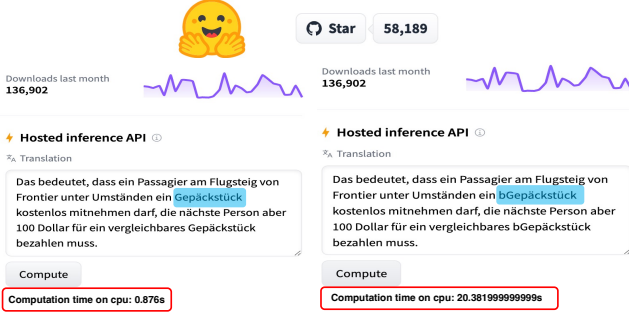 Star 58,189
Downloads last month
136,902
Hosted inference API
Translation
Das bedeutet, dass ein Passagier am Flugsteig von
Frontier unter Umständen ein Gepäckstück
kostenlos mitnehmen darf, die nächste Person aber
100 Dollar für ein vergleichbares Gepäckstück
bezahlen muss.
Compute
Computation time on cpu: 0.876s
Downloads last month
136,902
Hosted inference API
Translation
Das bedeutet, dass ein Passagier am Flugsteig von
Frontier unter Umständen ein bGepäckstück
kostenlos mitnehmen darf, die nächste Person aber
100 Dollar für ein vergleichbares bGepäckstück
bezahlen muss.
Compute
Computation time on cpu: 20.381999999999s